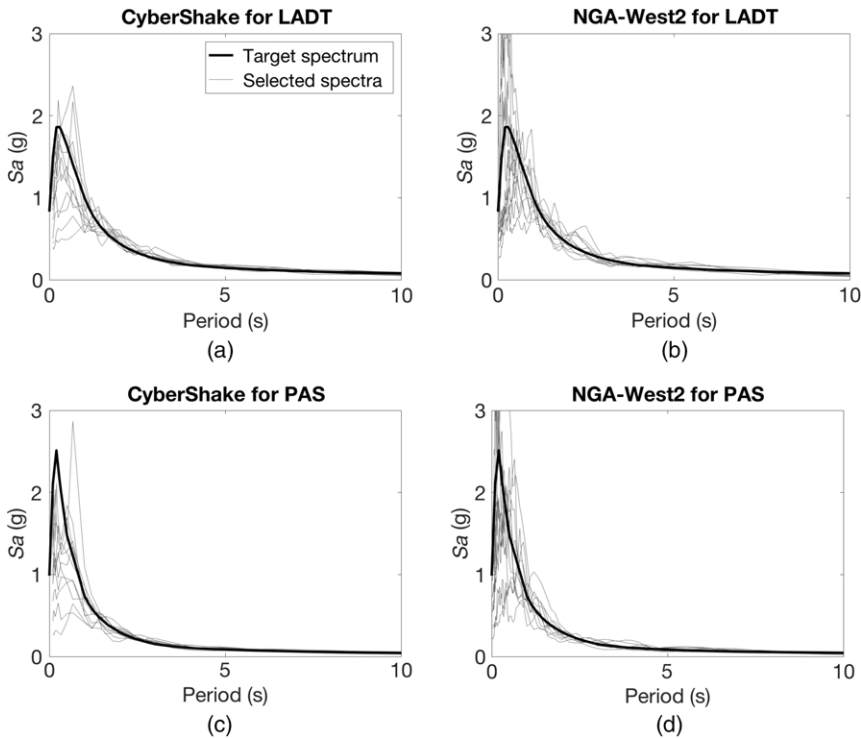 CyberShake for LADT
3
Target spectrum
Selected spectra
2
Sa (g)
1
0
0 5 10
Period (s)
(a)
NGA-West2 for LADT
3
2
Sa (g)
1
0
0 5 10
Period (s)
(b)
CyberShake for PAS
3
2
Sa (g)
1
0
0 5 10
Period (s)
(c)
NGA-West2 for PAS
3
2
Sa (g)
1
0
0 5 10
Period (s)
(d)